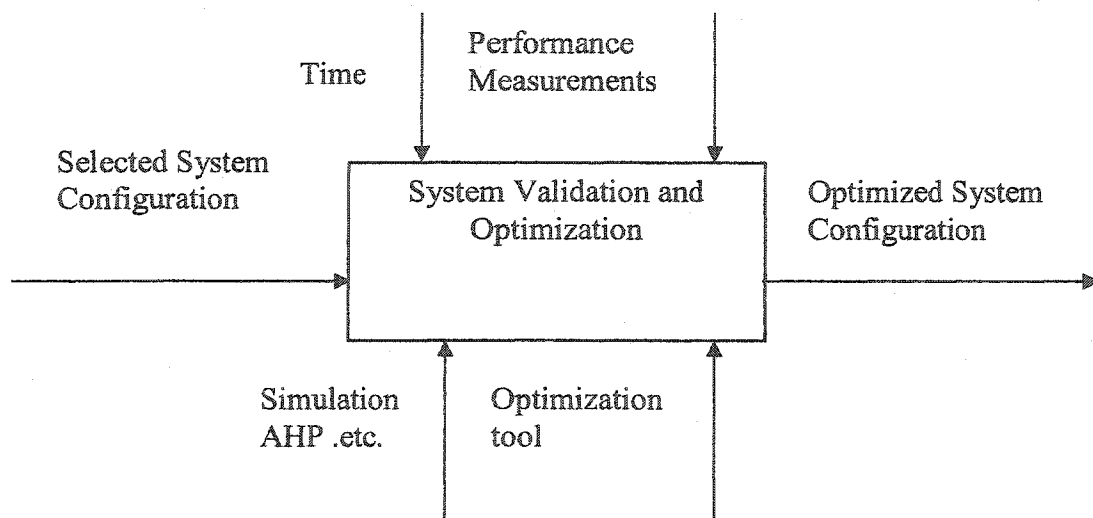 Time
Performance
Measurements
Selected System
Configuration
System Validation and
Optimization
Optimized System
Configuration
Simulation
AHP .etc.
Optimization
tool